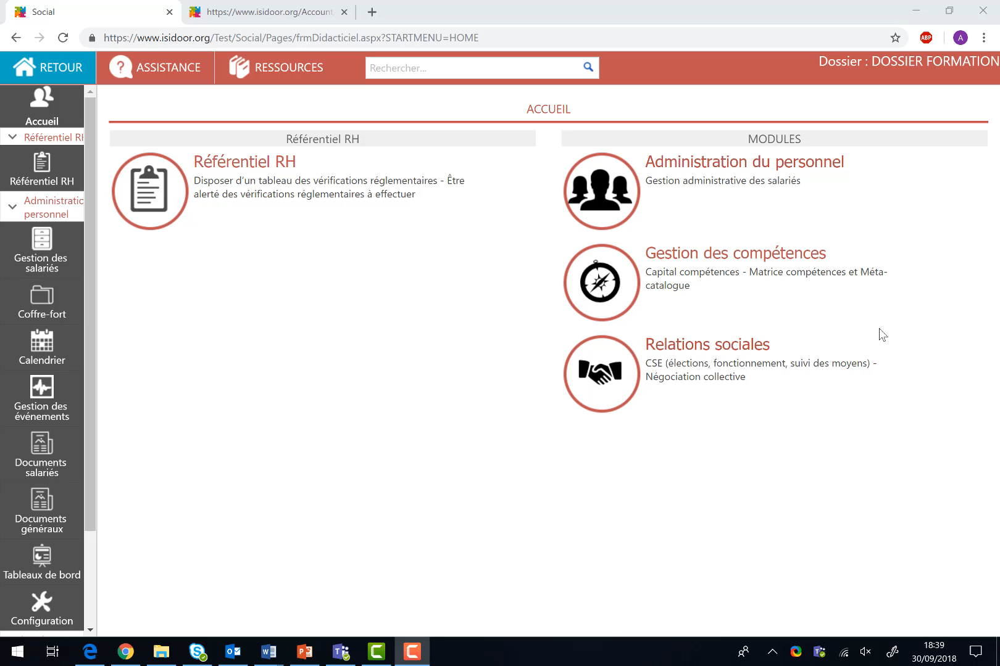 Social
https://www.isidoor.org/Account
https://www.isidoor.org/Test/Social/Pages/frmDidacticiel.aspx?STARTMENU=HOME
ABP
A
RETOUR
ASSISTANCE
RESSOURCES
Rechercher...
Dossier : DOSSIER FORMATION
Accueil
Référentiel RH
Référentiel RH
Administratio
personnel
Gestion des
salariés
Coffre-fort
Calendrier
Gestion des
événements
Documents
salariés
Documents
généraux
Tableaux de bord
Configuration
ACCUEIL
Référentiel RH
Référentiel RH
Disposer d'un tableau des vérifications réglementaires - Être
alerté des vérifications réglementaires à effectuer
MODULES
Administration du personnel
Gestion administrative des salariés
Gestion des compétences
Capital compétences - Matrice compétences et Méta-
catalogue
Relations sociales
CSE (élections, fonctionnement, suivi des moyens) -
Négociation collective
18:39
30/09/2018